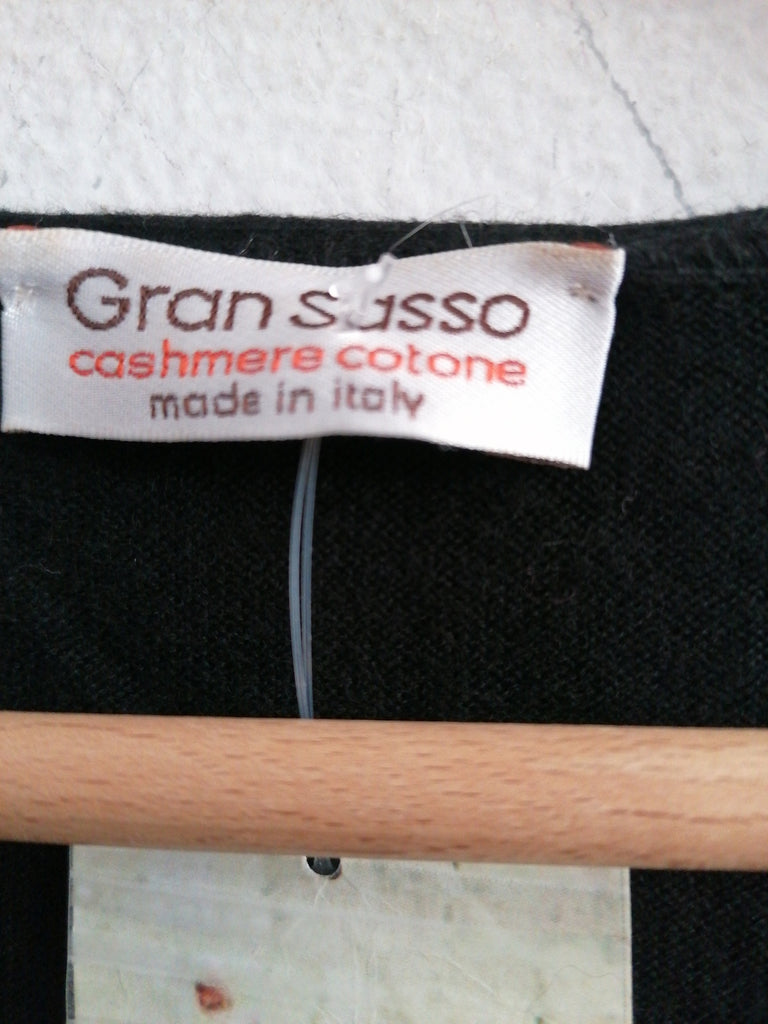 Gran sasso
cashmere cotone
made in italy